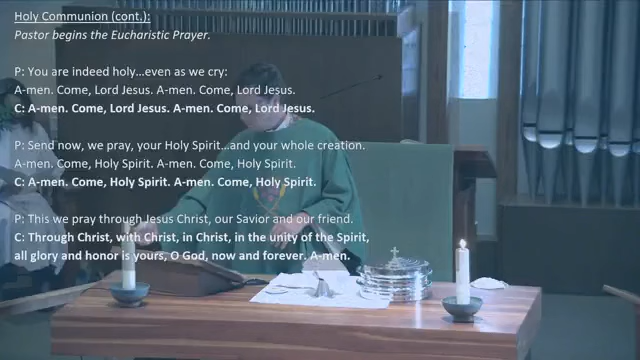 Holy Communion (cont.):
Pastor begins the Eucharistic Prayer.
P: You are indeed holy...even as we cry:
A-men. Come, Lord Jesus. A-men. Come, Lord Jesus.
C: A-men. Come, Lord Jesus. A-men. Come, Lord Jesus.
P: Send now, we pray, your Holy Spirit...and your whole creation.
A-men. Come, Holy Spirit. A-men. Come, Holy Spirit.
C: A-men. Come, Holy Spirit. A-men. Come, Holy Spirit.
P: This we pray through Jesus Christ, our Savior and our friend.
C: Through Christ, with Christ, in Christ, in the unity of the Spirit,
all glory and honor is yours, O God, now and forever. A-men.